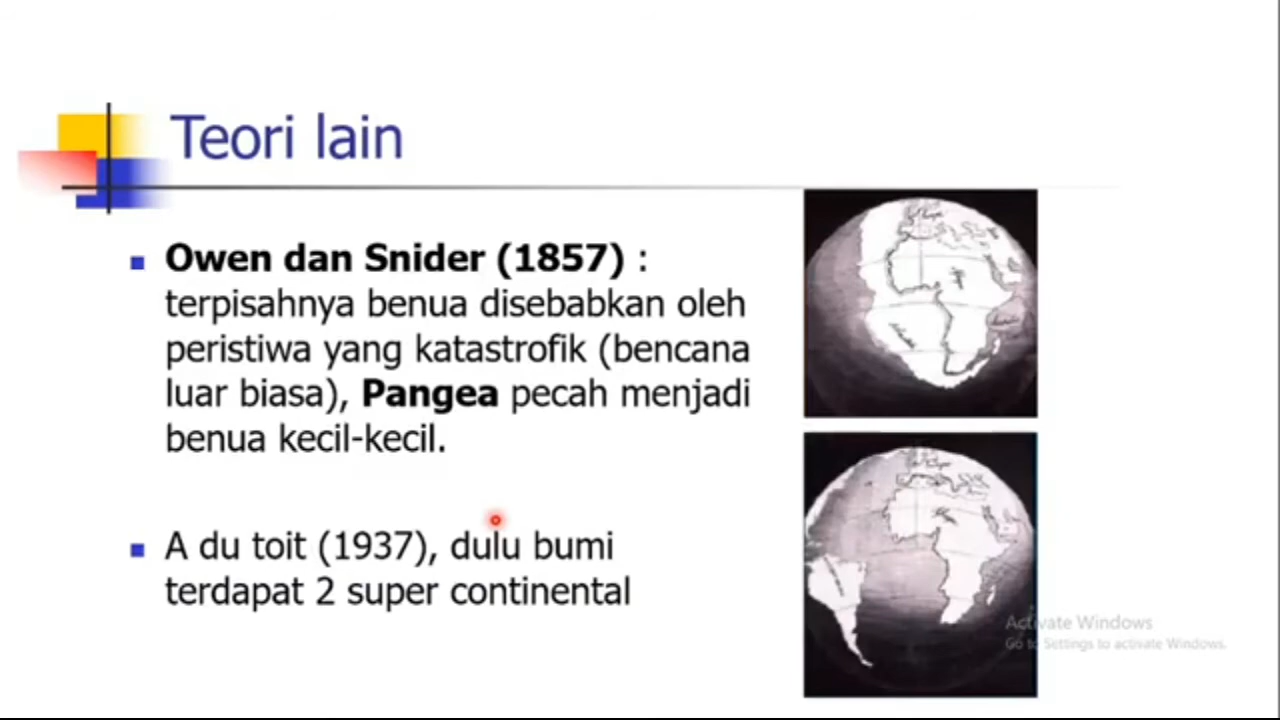 Teori lain
Owen dan Snider (1857) :
terpisahnya benua disebabkan oleh
peristiwa yang katastrofik (bencana
luar biasa), Pangea pecah menjadi
benua kecil-kecil.
A du toit (1937), dulu bumi
terdapat 2 super continental
Activate Windows
Go to Settings to activate Windows.